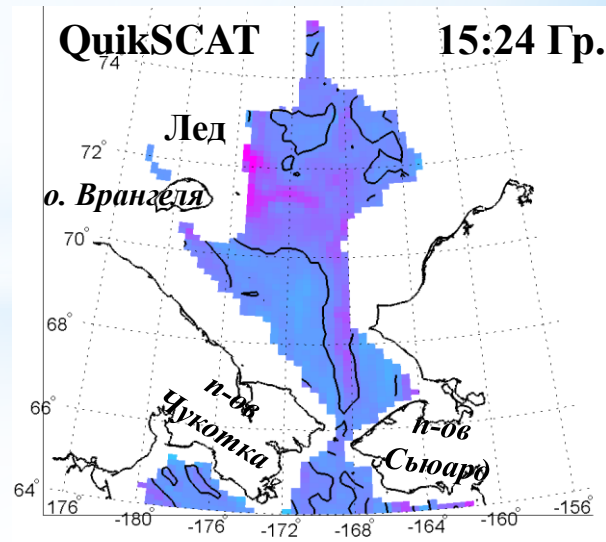 QuikSCAT 15:24 Гр.
74°
Лед
72°
о. Врангеля
70°
68°
п-ов
Чукотка
66°
п-ов
Сьюард
64°
-176° -180° -176° -172° -168° -164° -160° -156°